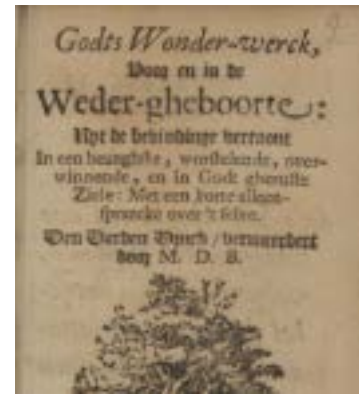 Godts Wonder-werck,
Voor en in de
Weder-gheboorte:
Uyt de bevindinge vertoont
In een beangste, worstelende, over-
winnende, en in Godt geruste
Ziele: Met een korte alleen-
spraecke over 't selve.
Den Derden Druck / vermeerdert
door M. D. S.